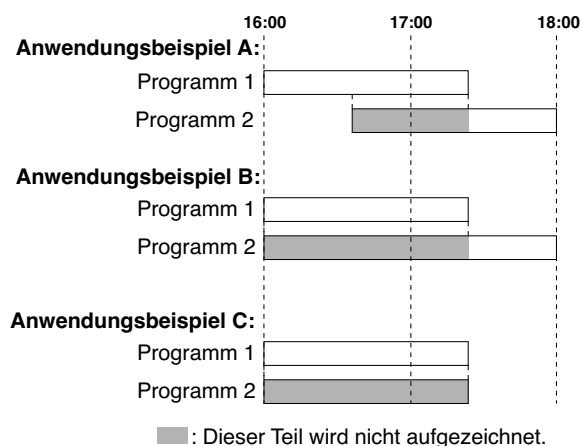 16:00 17:00 18:00
Anwendungsbeispiel A:
Programm 1
Programm 2
Anwendungsbeispiel B:
Programm 1
Programm 2
Anwendungsbeispiel C:
Programm 1
Programm 2
: Dieser Teil wird nicht aufgezeichnet.